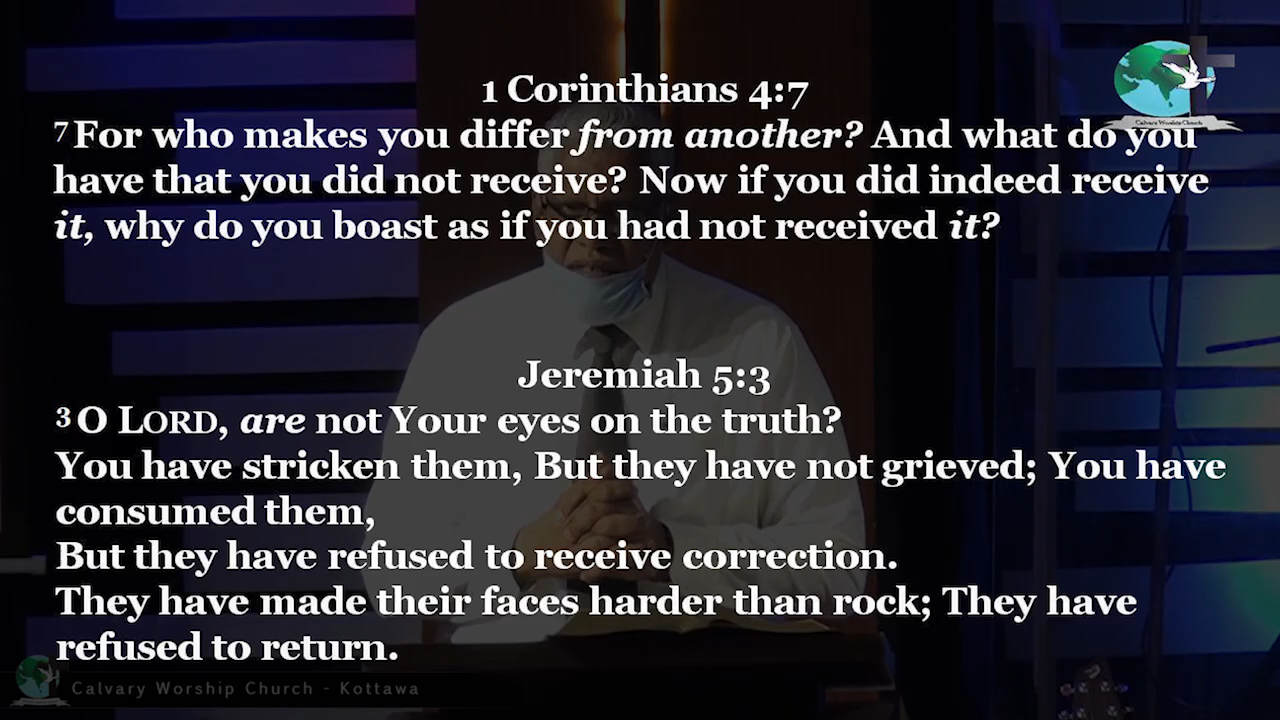 1 Corinthians 4:7
7 For who makes you differ from another? And what do you
have that you did not receive? Now if you did indeed receive
it, why do you boast as if you had not received it?
Jeremiah 5:3
3 O LORD, are not Your eyes on the truth?
You have stricken them, But they have not grieved; You have
consumed them,
But they have refused to receive correction.
They have made their faces harder than rock; They have
refused to return.
Calvary Worship Church
Calvary Worship Church - Kottawa